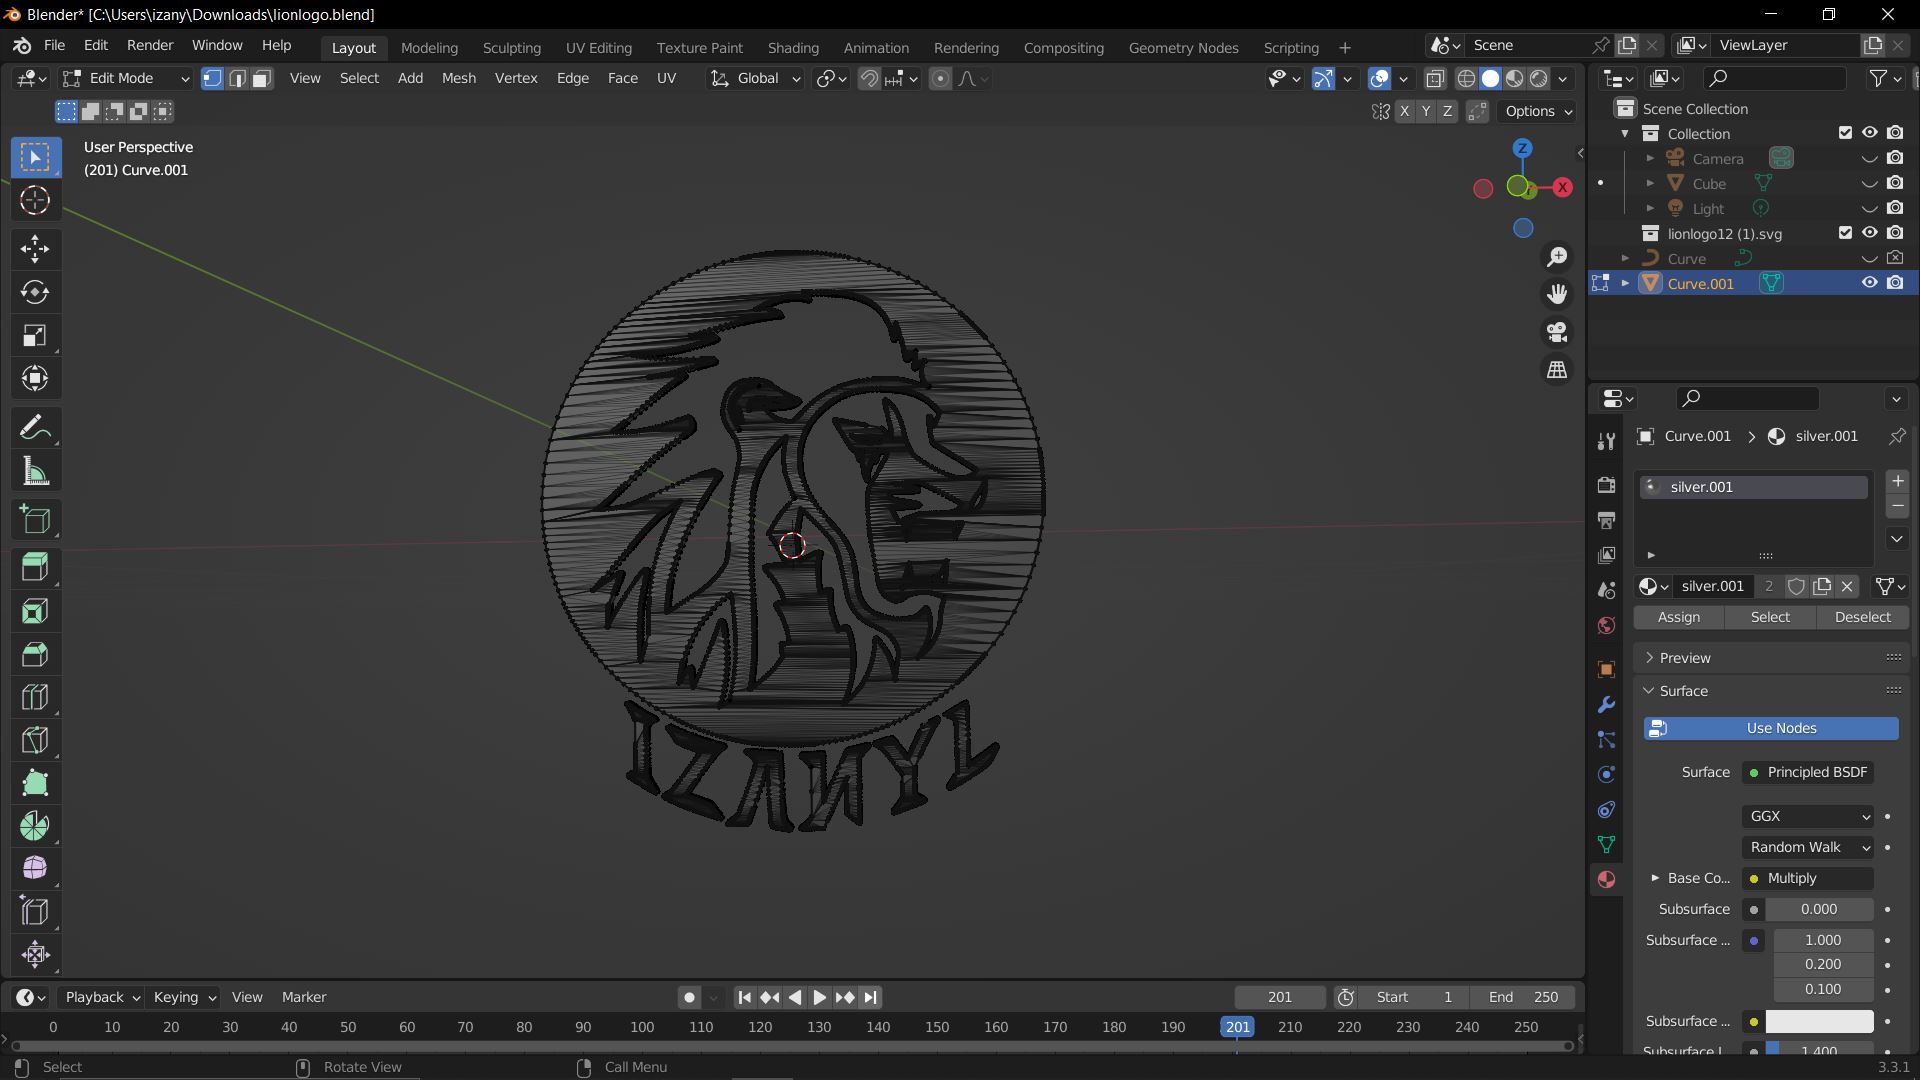 Blender* [C:\Users\izany\Downloads\lionlogo.blend]
File Edit Render Window Help
Layout Modeling Sculpting UV Editing Texture Paint Shading Animation Rendering Compositing Geometry Nodes Scripting +
Scene ViewLayer
Edit Mode View Select Add Mesh Vertex Edge Face UV Global
X Y Z Options
User Perspective
(201) Curve.001
Z
X
IZANYL
Scene Collection
Collection
Camera
Cube
Light
lionlogo12 (1).svg
Curve
Curve.001
Curve.001 > silver.001
silver.001
silver.001 2
Assign Select Deselect
Preview
Surface
Use Nodes
Surface Principled BSDF
GGX
Random Walk
Base Co... Multiply
Subsurface 0.000
Subsurface ... 1.000
0.200
0.100
Subsurface ...
Subsurface I... 1.400
Playback Keying View Marker
201 Start 1 End 250
0 10 20 30 40 50 60 70 80 90 100 110 120 130 140 150 160 170 180 190 201 210 220 230 240 250
Select Rotate View Call Menu 3.3.1